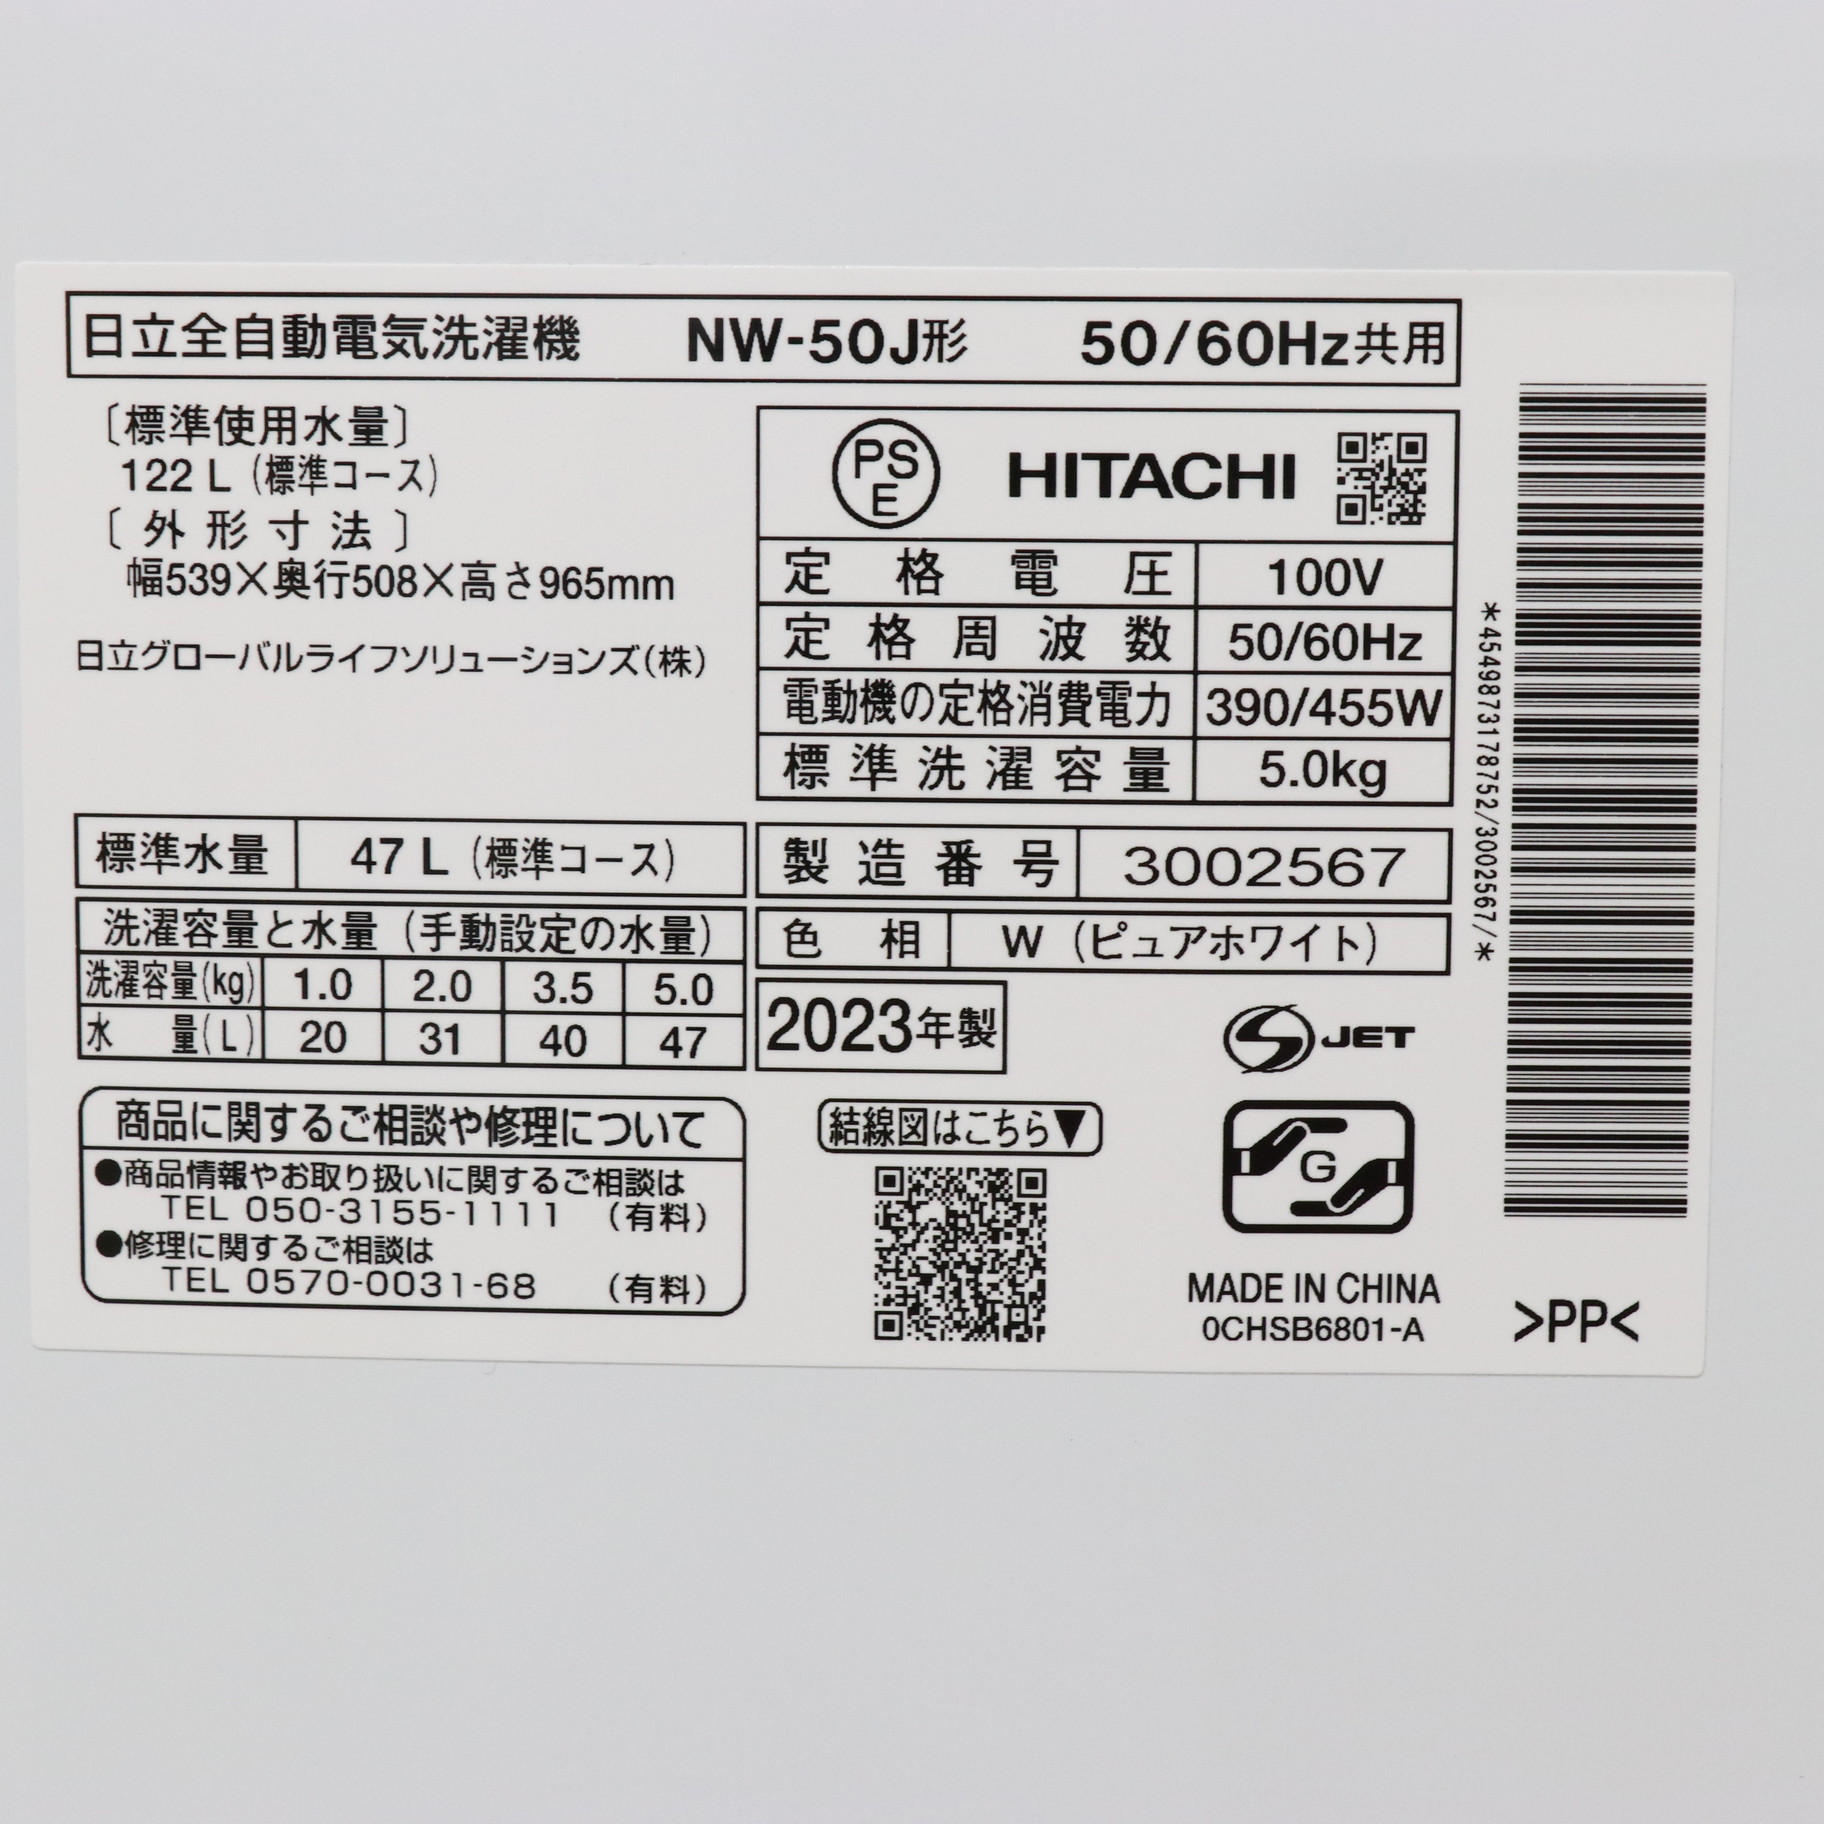 日立全自動電気洗濯機 NW-50J形 50/60Hz共用
〔標準使用水量〕
122 L (標準コース)
〔外形寸法〕
幅539×奥行508×高さ965mm
日立グローバルライフソリューションズ(株)
PS
E
HITACHI
定格電圧 100V
定格周波数 50/60Hz
電動機の定格消費電力 390/455W
標準洗濯容量 5.0kg
標準水量 47 L (標準コース)
洗濯容量と水量(手動設定の水量)
洗濯容量(kg) 1.0 2.0 3.5 5.0
水量(L) 20 31 40 47
製造番号 3002567
色相 W (ピュアホワイト)
2023年製
S JET
商品に関するご相談や修理について
●商品情報やお取り扱いに関するご相談は
TEL 050-3155-1111 (有料)
●修理に関するご相談は
TEL 0570-0031-68 (有料)
結線図はこちら▼
G
MADE IN CHINA
0CHSB6801-A
>PP<
*4549873178752/3002567/*